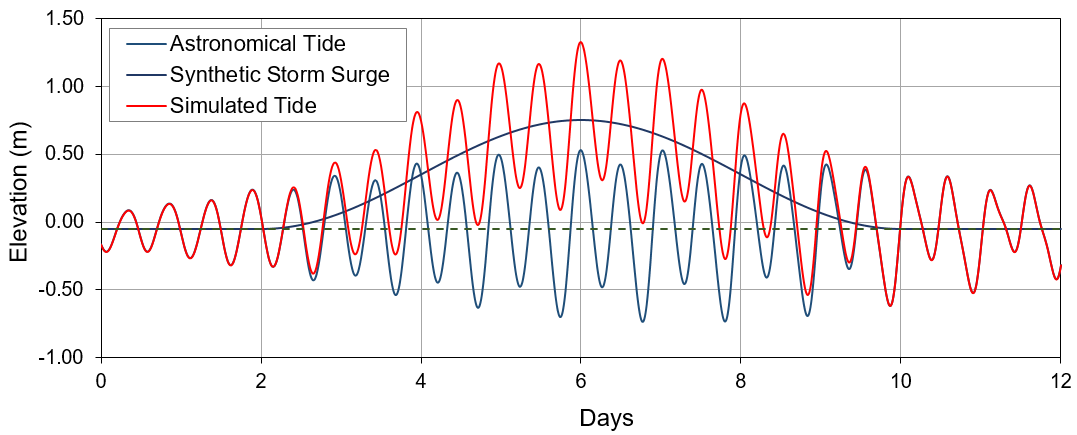 1.50
Astronomical Tide
Synthetic Storm Surge
Simulated Tide
1.00
0.50
0.00
-0.50
-1.00
Elevation (m)
0 2 4 6 8 10 12
Days